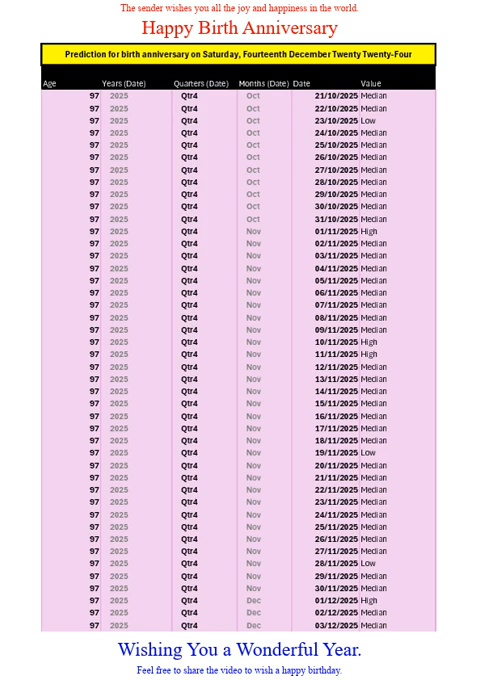 The sender wishes you all the joy and happiness in the world.
Happy Birth Anniversary
Prediction for birth anniversary on Saturday, Fourteenth December Twenty Twenty-Four
Age Years (Date) Quarters (Date) Months (Date) Date Value
97 2025 Qtr4 Oct 21/10/2025 Median
97 2025 Qtr4 Oct 22/10/2025 Median
97 2025 Qtr4 Oct 23/10/2025 Low
97 2025 Qtr4 Oct 24/10/2025 Median
97 2025 Qtr4 Oct 25/10/2025 Median
97 2025 Qtr4 Oct 26/10/2025 Median
97 2025 Qtr4 Oct 27/10/2025 Median
97 2025 Qtr4 Oct 28/10/2025 Median
97 2025 Qtr4 Oct 29/10/2025 Median
97 2025 Qtr4 Oct 30/10/2025 Median
97 2025 Qtr4 Oct 31/10/2025 Median
97 2025 Qtr4 Nov 01/11/2025 High
97 2025 Qtr4 Nov 02/11/2025 Median
97 2025 Qtr4 Nov 03/11/2025 Median
97 2025 Qtr4 Nov 04/11/2025 Median
97 2025 Qtr4 Nov 05/11/2025 Median
97 2025 Qtr4 Nov 06/11/2025 Median
97 2025 Qtr4 Nov 07/11/2025 Median
97 2025 Qtr4 Nov 08/11/2025 Median
97 2025 Qtr4 Nov 09/11/2025 Median
97 2025 Qtr4 Nov 10/11/2025 High
97 2025 Qtr4 Nov 11/11/2025 High
97 2025 Qtr4 Nov 12/11/2025 Median
97 2025 Qtr4 Nov 13/11/2025 Median
97 2025 Qtr4 Nov 14/11/2025 Median
97 2025 Qtr4 Nov 15/11/2025 Median
97 2025 Qtr4 Nov 16/11/2025 Median
97 2025 Qtr4 Nov 17/11/2025 Median
97 2025 Qtr4 Nov 18/11/2025 Median
97 2025 Qtr4 Nov 19/11/2025 Low
97 2025 Qtr4 Nov 20/11/2025 Median
97 2025 Qtr4 Nov 21/11/2025 Median
97 2025 Qtr4 Nov 22/11/2025 Median
97 2025 Qtr4 Nov 23/11/2025 Median
97 2025 Qtr4 Nov 24/11/2025 Median
97 2025 Qtr4 Nov 25/11/2025 Median
97 2025 Qtr4 Nov 26/11/2025 Median
97 2025 Qtr4 Nov 27/11/2025 Median
97 2025 Qtr4 Nov 28/11/2025 Low
97 2025 Qtr4 Nov 29/11/2025 Median
97 2025 Qtr4 Nov 30/11/2025 Median
97 2025 Qtr4 Dec 01/12/2025 High
97 2025 Qtr4 Dec 02/12/2025 Median
97 2025 Qtr4 Dec 03/12/2025 Median
Wishing You a Wonderful Year.
Feel free to share the video to wish a happy birthday.